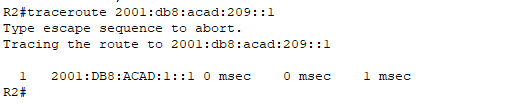 R2#traceroute 2001:db8:acad:209::1
Type escape sequence to abort.
Tracing the route to 2001:db8:acad:209::1
1 2001:DB8:ACAD:1::1 0 msec 0 msec 1 msec
R2#